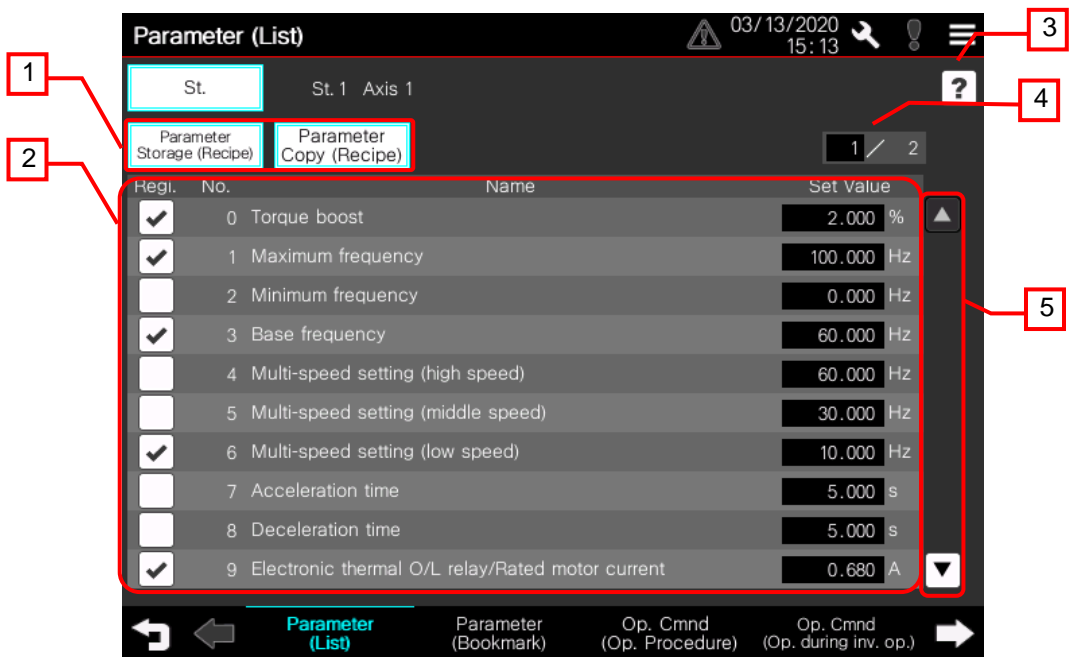 Parameter (List)
03/13/2020
15:13
3
1
St.
St. 1 Axis 1
?
4
Parameter
Storage (Recipe)
Parameter
Copy (Recipe)
1 / 2
2
Regi. No. Name Set Value
0 Torque boost 2.000 %
1 Maximum frequency 100.000 Hz
2 Minimum frequency 0.000 Hz
5
3 Base frequency 60.000 Hz
4 Multi-speed setting (high speed) 60.000 Hz
5 Multi-speed setting (middle speed) 30.000 Hz
6 Multi-speed setting (low speed) 10.000 Hz
7 Acceleration time 5.000 s
8 Deceleration time 5.000 s
9 Electronic thermal O/L relay/Rated motor current 0.680 A
Parameter
(List)
Parameter
(Bookmark)
Op. Cmnd
(Op. Procedure)
Op. Cmnd
(Op. during inv. op.)